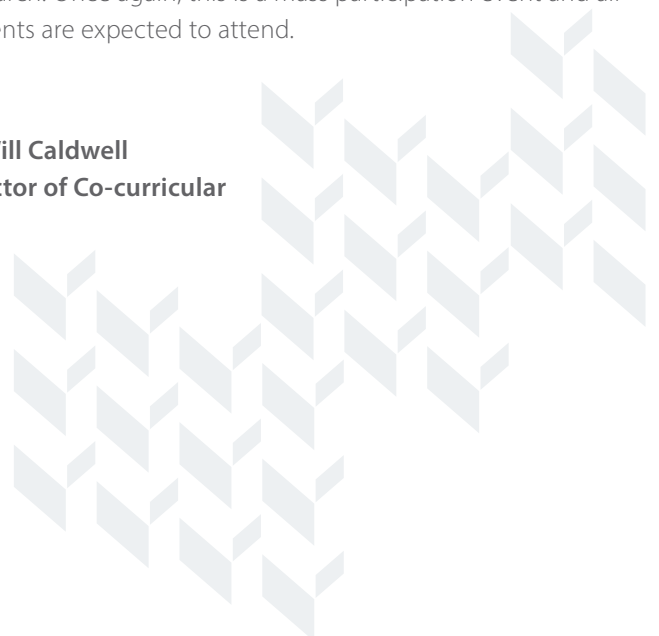 Once again, this is a mass participation event and
ents are expected to attend.
ill Caldwell
ctor of Co-curricular